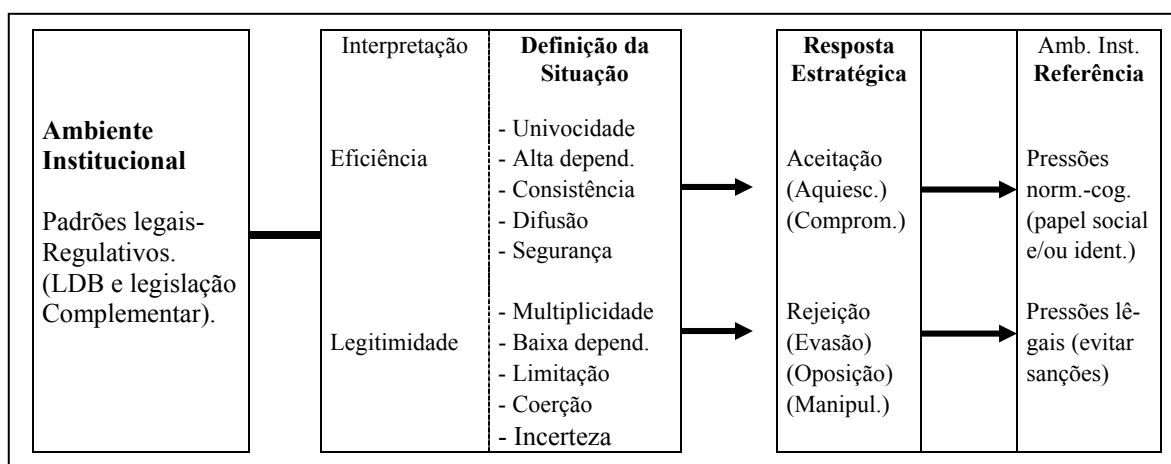 Ambiente
Institucional
Padrões legais-
Regulativos.
(LDB e legislação
Complementar).
Interpretação
Eficiência
Legitimidade
Definição da
Situação
- Univocidade
- Alta depend.
- Consistência
- Difusão
- Segurança
- Multiplicidade
- Baixa depend.
- Limitação
- Coerção
- Incerteza
Resposta
Estratégica
Aceitação
(Aquiesc.)
(Comprom.)
Rejeição
(Evasão)
(Oposição)
(Manipul.)
Amb. Inst.
Referência
Pressões
norm.-cog.
(papel social
e/ou ident.)
Pressões lê-
gais (evitar
sanções)